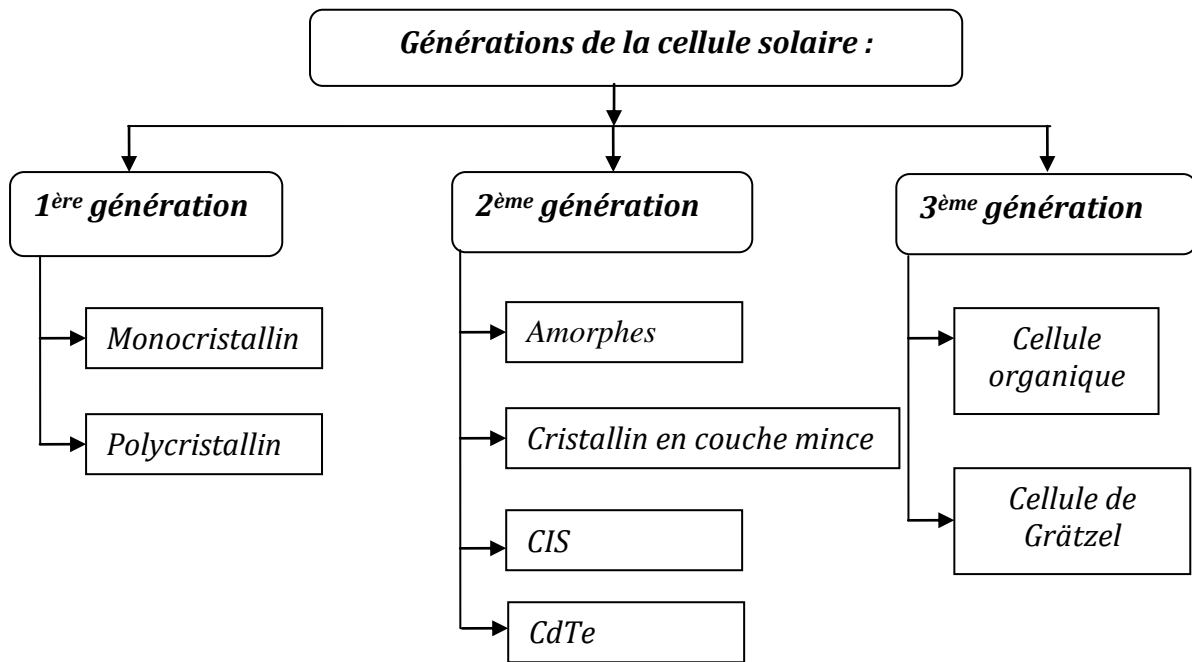 Générations de la cellule solaire :
1ère génération
2ème génération
3ème génération
Monocristallin
Polycristallin
Amorphes
Cristallin en couche mince
CIS
CdTe
Cellule
organique
Cellule de
Grätzel